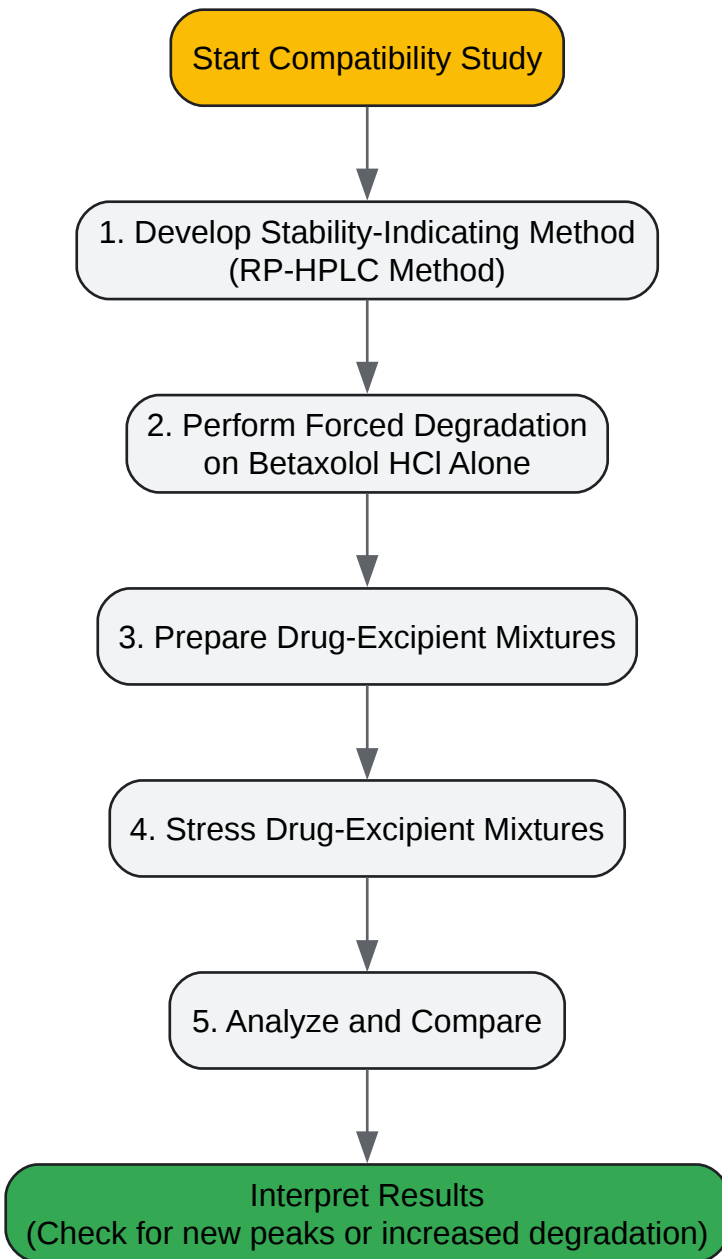 Start Compatibility Study
1. Develop Stability-Indicating Method
(RP-HPLC Method)
2. Perform Forced Degradation
on Betaxolol HCl Alone
3. Prepare Drug-Excipient Mixtures
4. Stress Drug-Excipient Mixtures
5. Analyze and Compare
Interpret Results
(Check for new peaks or increased degradation)